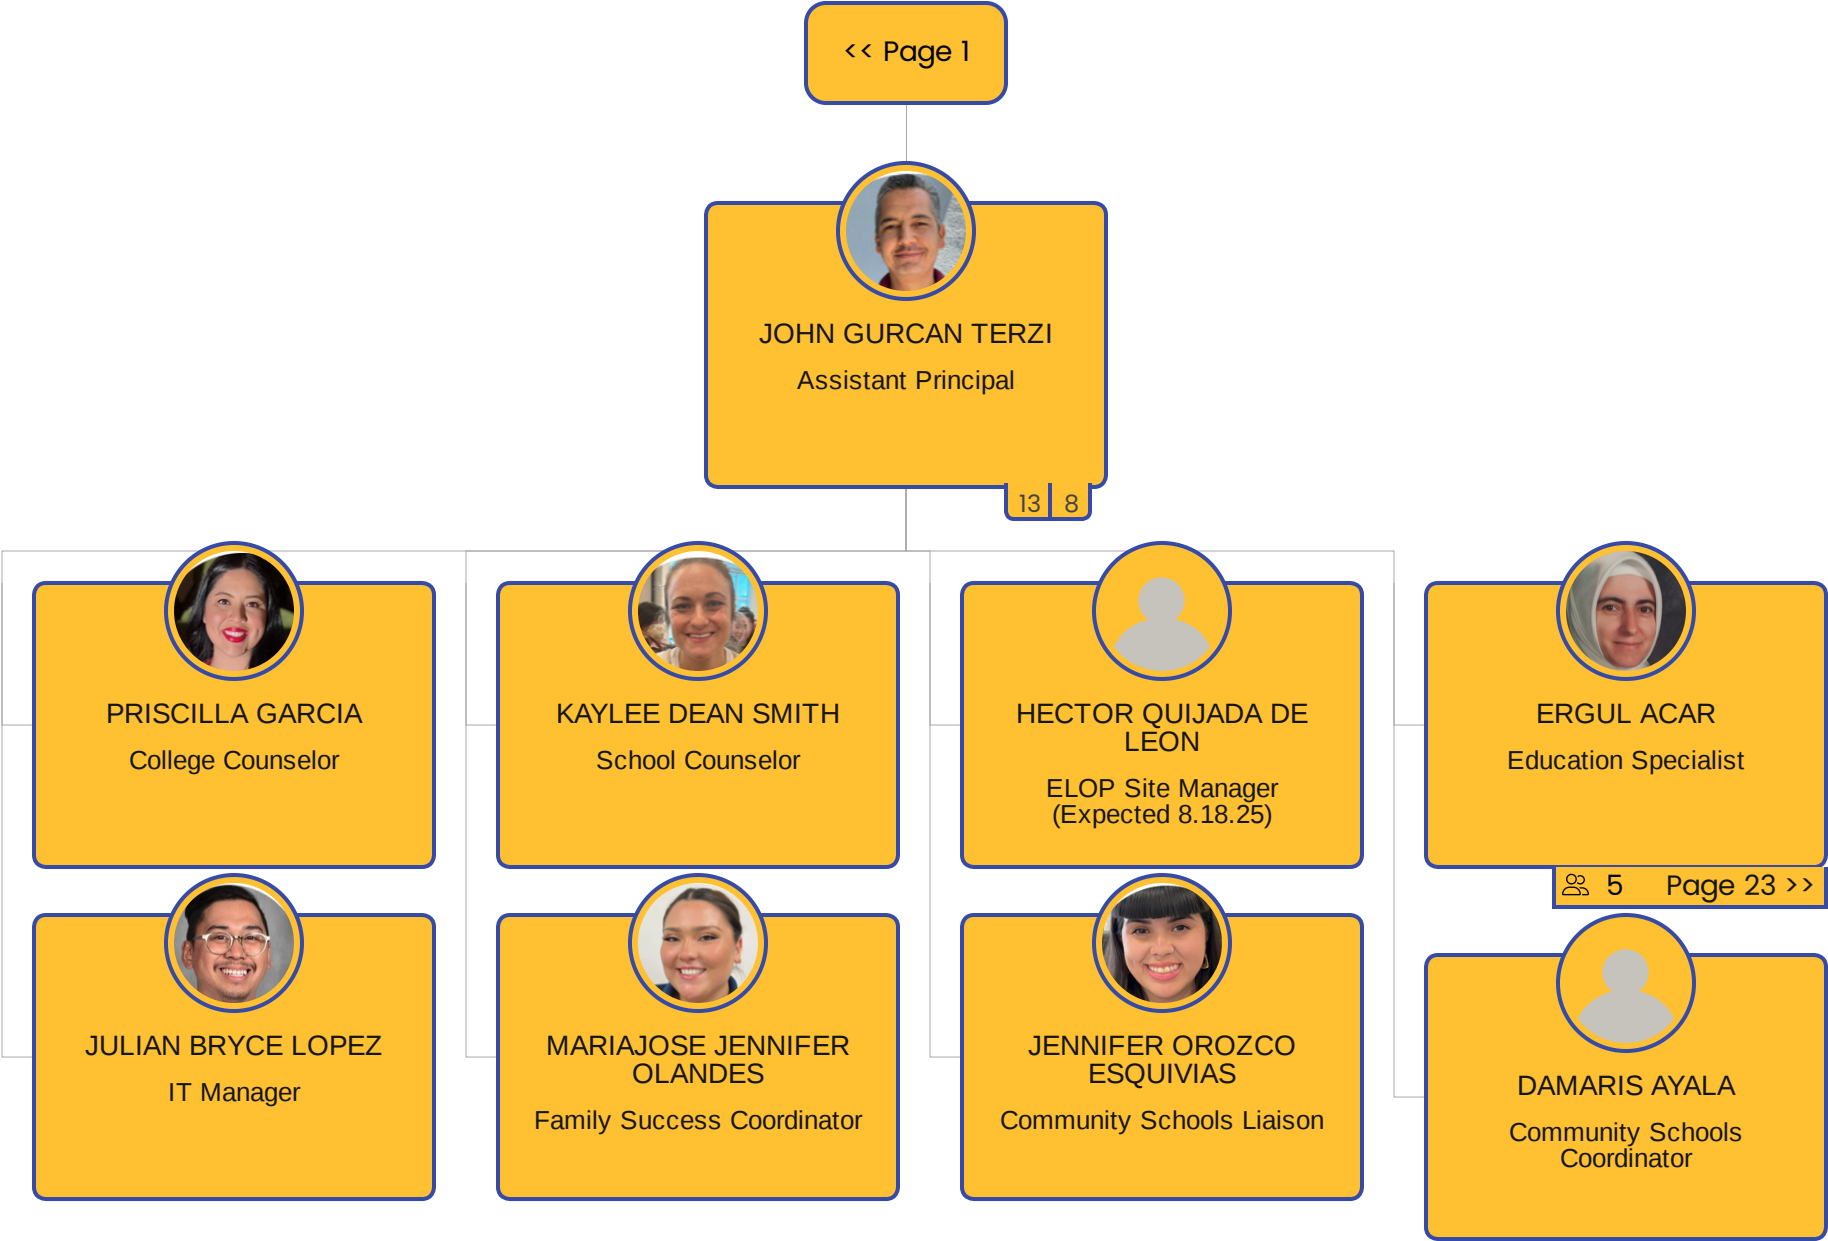 << Page 1
JOHN GURCAN TERZI
Assistant Principal
13 8
PRISCILLA GARCIA
College Counselor
KAYLEE DEAN SMITH
School Counselor
HECTOR QUIJADA DE
LEON
ELOP Site Manager
(Expected 8.18.25)
ERGUL ACAR
Education Specialist
5 Page 23 >>
JULIAN BRYCE LOPEZ
IT Manager
MARIAJOSE JENNIFER
OLANDES
Family Success Coordinator
JENNIFER OROZCO
ESQUIVIAS
Community Schools Liaison
DAMARIS AYALA
Community Schools
Coordinator